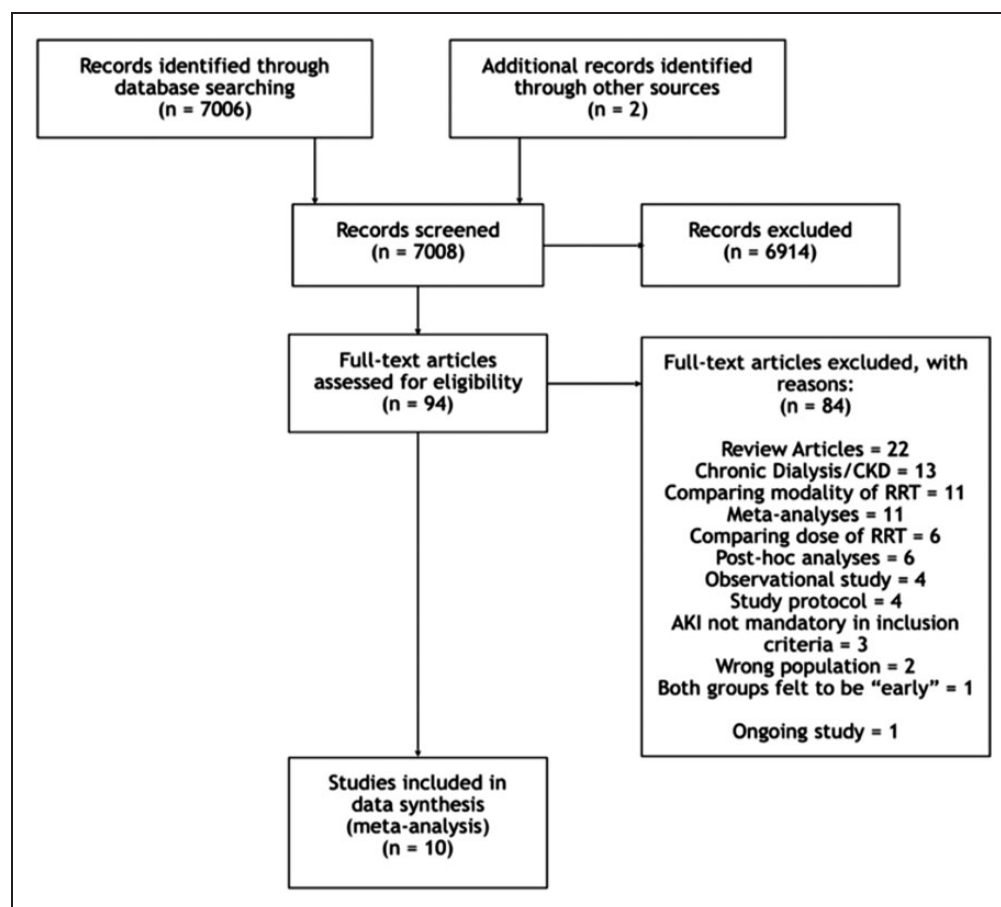 Records identified through
database searching
(n = 7006)
Additional records identified
through other sources
(n = 2)
Records screened
(n = 7008)
Records excluded
(n = 6914)
Full-text articles
assessed for eligibility
(n = 94)
Full-text articles excluded, with
reasons:
(n = 84)
Review Articles = 22
Chronic Dialysis/CKD = 13
Comparing modality of RRT = 11
Meta-analyses = 11
Comparing dose of RRT = 6
Post-hoc analyses = 6
Observational study = 4
Study protocol = 4
AKI not mandatory in inclusion
criteria = 3
Wrong population = 2
Both groups felt to be “early” = 1
Ongoing study = 1
Studies included in
data synthesis
(meta-analysis)
(n = 10)